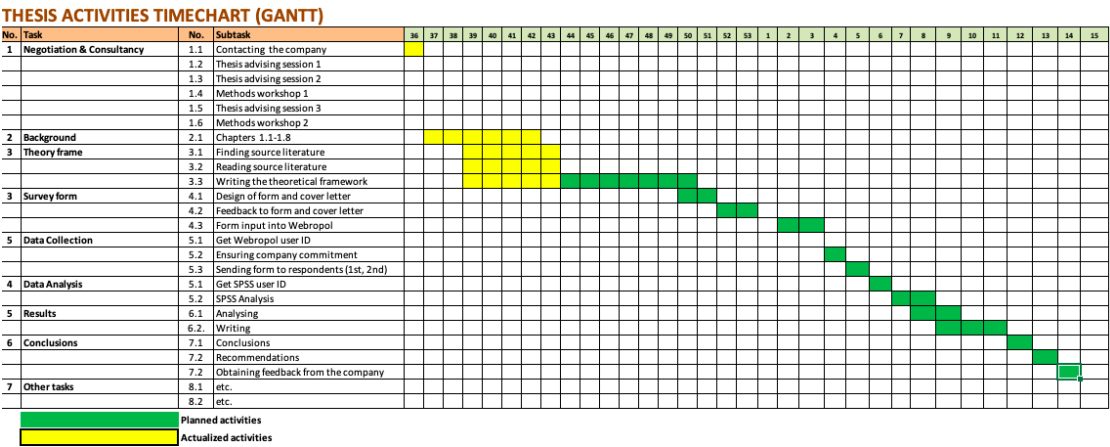 THESIS ACTIVITIES TIMECHART (GANTT)
No. Task No. Subtask 36 37 38 39 40 41 42 43 44 45 46 47 48 49 50 51 52 53 1 2 3 4 5 6 7 8 9 10 11 12 13 14 15
1 Negotiation & Consultancy 1.1 Contacting the company
1.2 Thesis advising session 1
1.3 Thesis advising session 2
1.4 Methods workshop 1
1.5 Thesis advising session 3
1.6 Methods workshop 2
2 Background 2.1 Chapters 1.1-1.8
3 Theory frame 3.1 Finding source literature
3.2 Reading source literature
3.3 Writing the theoretical framework
3 Survey form 4.1 Design of form and cover letter
4.2 Feedback to form and cover letter
4.3 Form input into Webropol
5 Data Collection 5.1 Get Webropol user ID
5.2 Ensuring company commitment
5.3 Sending form to respondents (1st, 2nd)
4 Data Analysis 5.1 Get SPSS user ID
5.2 SPSS Analysis
5 Results 6.1 Analysing
6.2. Writing
6 Conclusions 7.1 Conclusions
7.2 Recommendations
7.2 Obtaining feedback from the company
7 Other tasks 8.1 etc.
8.2 etc.
Planned activities
Actualized activities